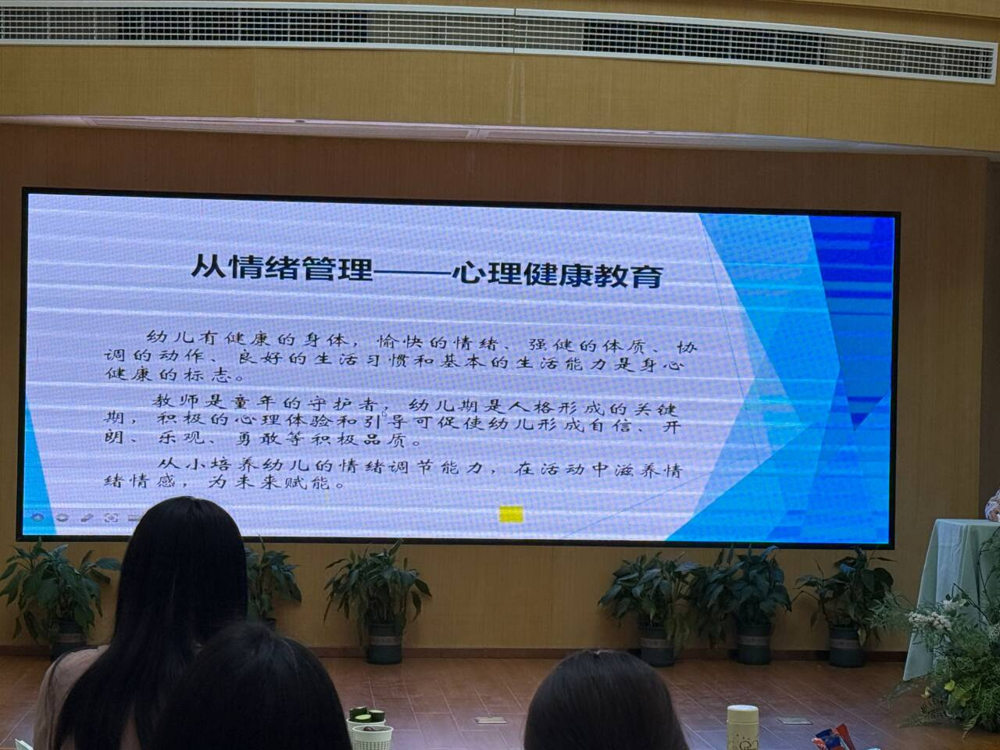 从情绪管理——心理健康教育
幼儿有健康的身体，愉快的情绪、强健的体质、协
调的动作、良好的生活习惯和基本的生活能力是身心
健康的标志。
教师是童年的守护者，幼儿期是人格形成的关键
期，积极的心理体验和引导可促使幼儿形成自信、开
朗、乐观、勇敢等积极品质。
从小培养幼儿的情绪调节能力，在活动中滋养情
绪情感，为未来赋能。